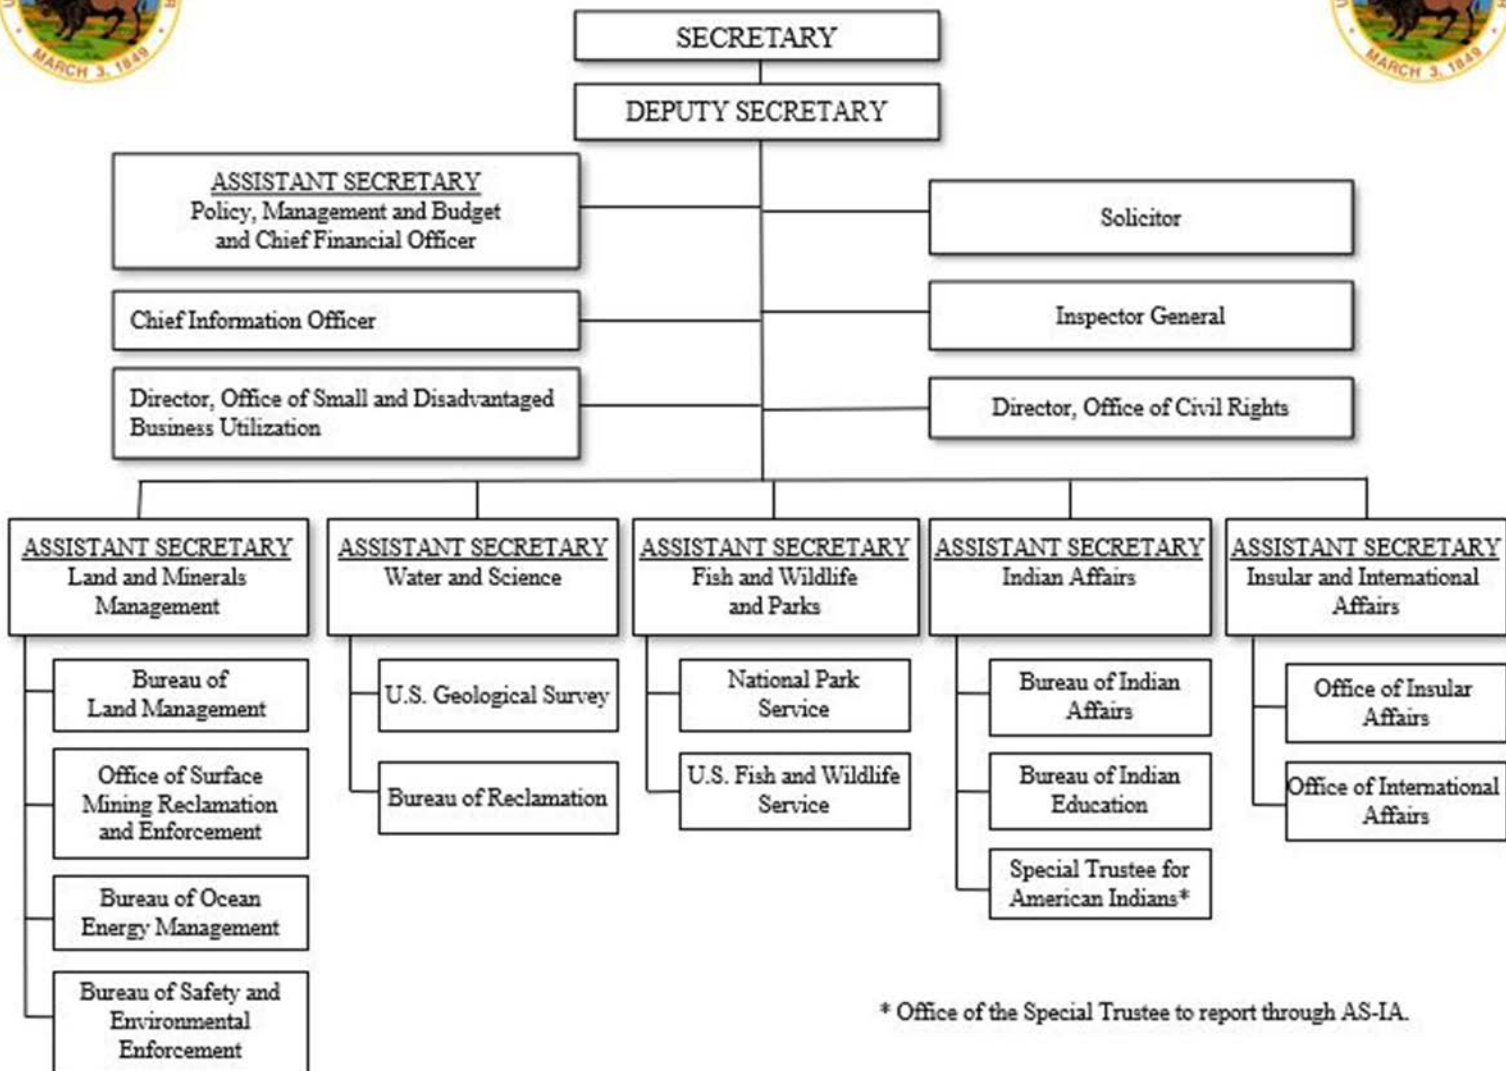 MARCH 3, 1849
MARCH 3, 1849
SECRETARY
DEPUTY SECRETARY
ASSISTANT SECRETARY
Policy, Management and Budget
and Chief Financial Officer
Solicitor
Chief Information Officer
Inspector General
Director, Office of Small and Disadvantaged
Business Utilization
Director, Office of Civil Rights
ASSISTANT SECRETARY
Land and Minerals
Management
ASSISTANT SECRETARY
Water and Science
ASSISTANT SECRETARY
Fish and Wildlife
and Parks
ASSISTANT SECRETARY
Indian Affairs
ASSISTANT SECRETARY
Insular and International
Affairs
Bureau of
Land Management
Office of Surface
Mining Reclamation
and Enforcement
Bureau of Ocean
Energy Management
Bureau of Safety and
Environmental
Enforcement
U.S. Geological Survey
Bureau of Reclamation
National Park
Service
U.S. Fish and Wildlife
Service
Bureau of Indian
Affairs
Bureau of Indian
Education
Special Trustee for
American Indians*
Office of Insular
Affairs
Office of International
Affairs
* Office of the Special Trustee to report through AS-IA.